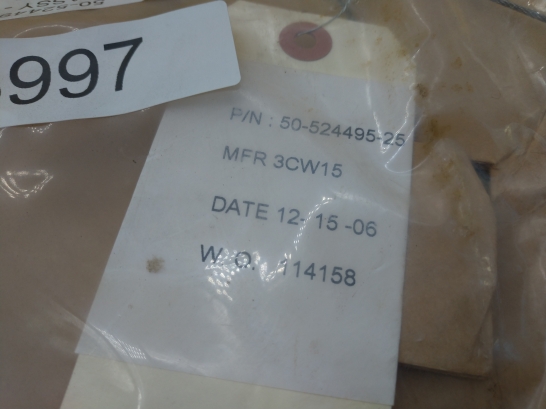 997
P/N : 50-524495-25
MFR 3CW15
DATE 12- 15 -06
W. O. 114158